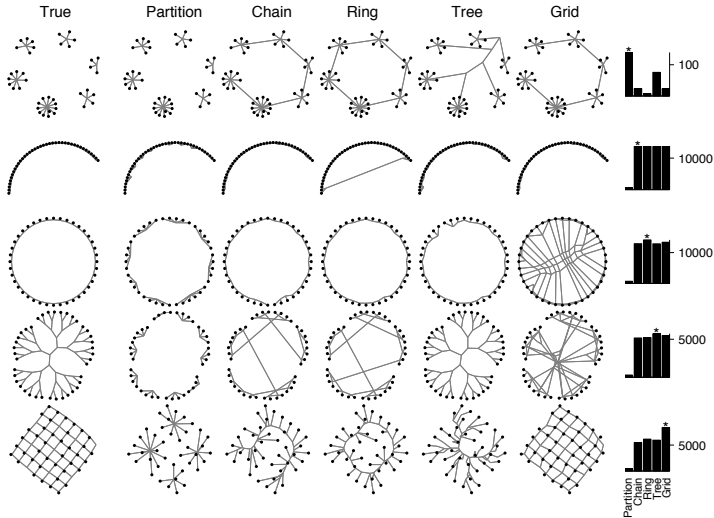 True Partition Chain Ring Tree Grid
*
100
*
10000
*
10000
*
5000
*
5000
Partition
Chain
Ring
Tree
Grid